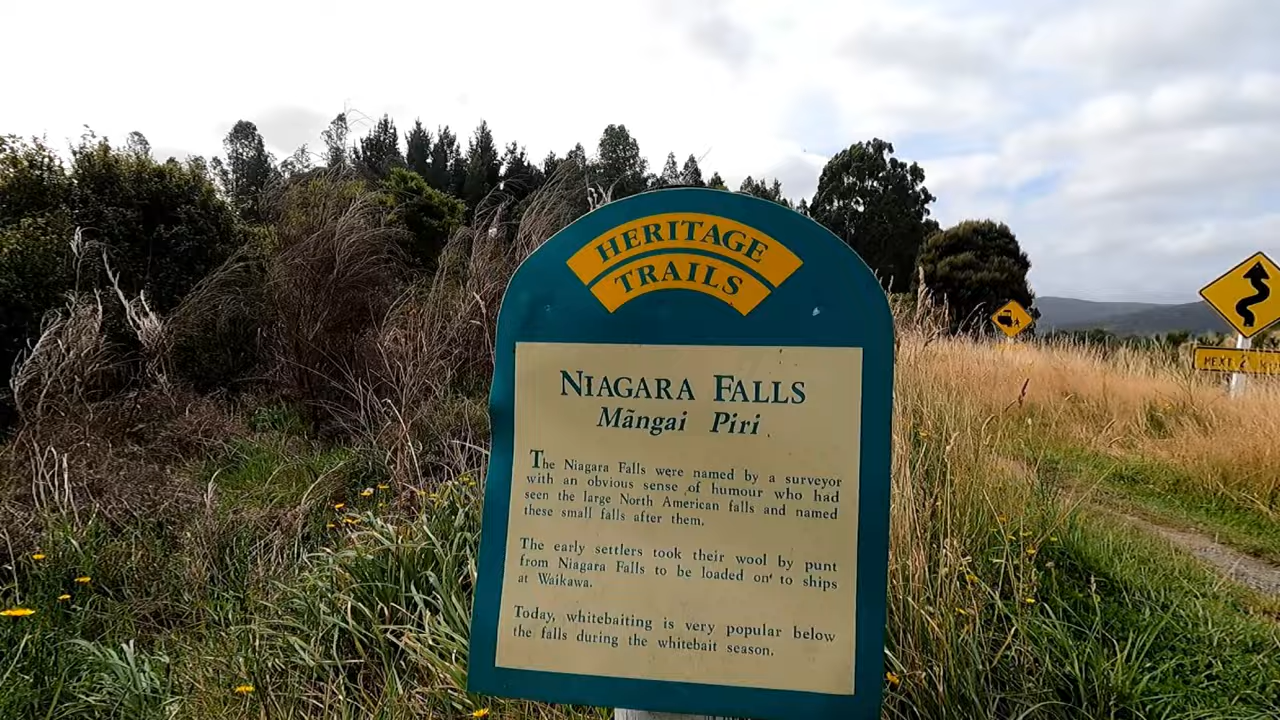 HERITAGE
TRAILS
NIAGARA FALLS
Mãngai Piri
The Niagara Falls were named by a surveyor
with an obvious sense of humour who had
seen the large North American falls and named
these small falls after them.
The early settlers took their wool by punt
from Niagara Falls to be loaded on to ships
at Waikawa.
Today, whitebaiting is very popular below
the falls during the whitebait season.
NEXT 2